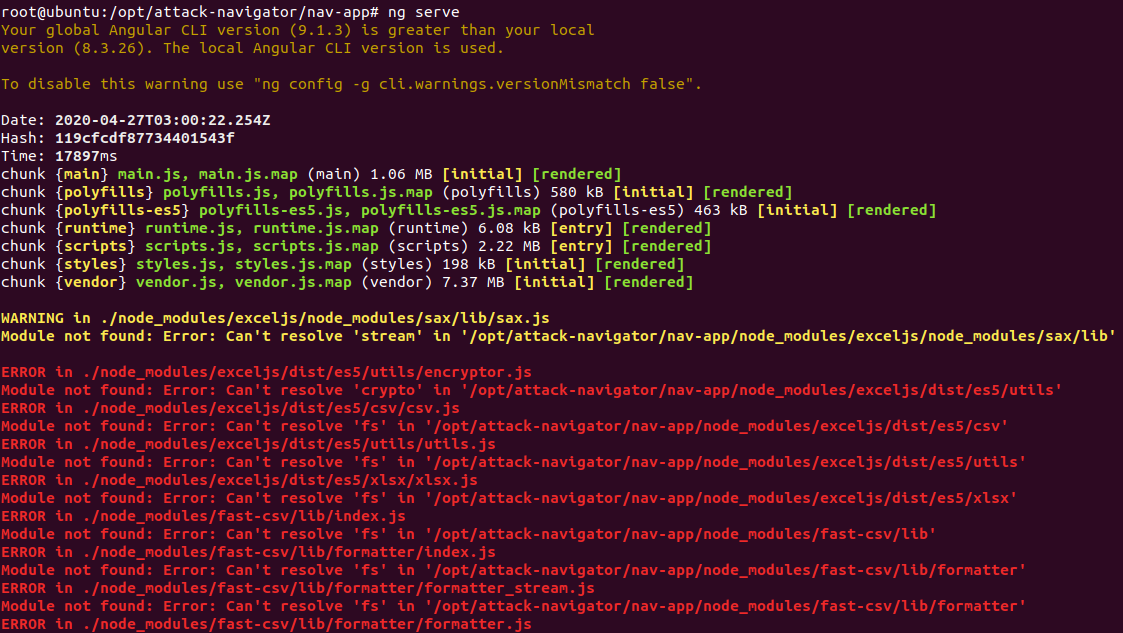 root@ubuntu:/opt/attack-navigator/nav-app# ng serve
Your global Angular CLI version (9.1.3) is greater than your local
version (8.3.26). The local Angular CLI version is used.
To disable this warning use "ng config -g cli.warnings.versionMismatch false".
Date: 2020-04-27T03:00:22.254Z
Hash: 119cfcdf87734401543f
Time: 17897ms
chunk {main} main.js, main.js.map (main) 1.06 MB [initial] [rendered]
chunk {polyfills} polyfills.js, polyfills.js.map (polyfills) 580 kB [initial] [rendered]
chunk {polyfills-es5} polyfills-es5.js, polyfills-es5.js.map (polyfills-es5) 463 kB [initial] [rendered]
chunk {runtime} runtime.js, runtime.js.map (runtime) 6.08 kB [entry] [rendered]
chunk {scripts} scripts.js, scripts.js.map (scripts) 2.22 MB [entry] [rendered]
chunk {styles} styles.js, styles.js.map (styles) 198 kB [initial] [rendered]
chunk {vendor} vendor.js, vendor.js.map (vendor) 7.37 MB [initial] [rendered]
WARNING in ./node_modules/exceljs/node_modules/sax/lib/sax.js
Module not found: Error: Can't resolve 'stream' in '/opt/attack-navigator/nav-app/node_modules/exceljs/node_modules/sax/lib'
ERROR in ./node_modules/exceljs/dist/es5/utils/encryptor.js
Module not found: Error: Can't resolve 'crypto' in '/opt/attack-navigator/nav-app/node_modules/exceljs/dist/es5/utils'
ERROR in ./node_modules/exceljs/dist/es5/csv/csv.js
Module not found: Error: Can't resolve 'fs' in '/opt/attack-navigator/nav-app/node_modules/exceljs/dist/es5/csv'
ERROR in ./node_modules/exceljs/dist/es5/utils/utils.js
Module not found: Error: Can't resolve 'fs' in '/opt/attack-navigator/nav-app/node_modules/exceljs/dist/es5/utils'
ERROR in ./node_modules/exceljs/dist/es5/xlsx/xlsx.js
Module not found: Error: Can't resolve 'fs' in '/opt/attack-navigator/nav-app/node_modules/exceljs/dist/es5/xlsx'
ERROR in ./node_modules/fast-csv/lib/index.js
Module not found: Error: Can't resolve 'fs' in '/opt/attack-navigator/nav-app/node_modules/fast-csv/lib'
ERROR in ./node_modules/fast-csv/lib/formatter/index.js
Module not found: Error: Can't resolve 'fs' in '/opt/attack-navigator/nav-app/node_modules/fast-csv/lib/formatter'
ERROR in ./node_modules/fast-csv/lib/formatter/formatter_stream.js
Module not found: Error: Can't resolve 'fs' in '/opt/attack-navigator/nav-app/node_modules/fast-csv/lib/formatter'
ERROR in ./node_modules/fast-csv/lib/formatter/formatter.js